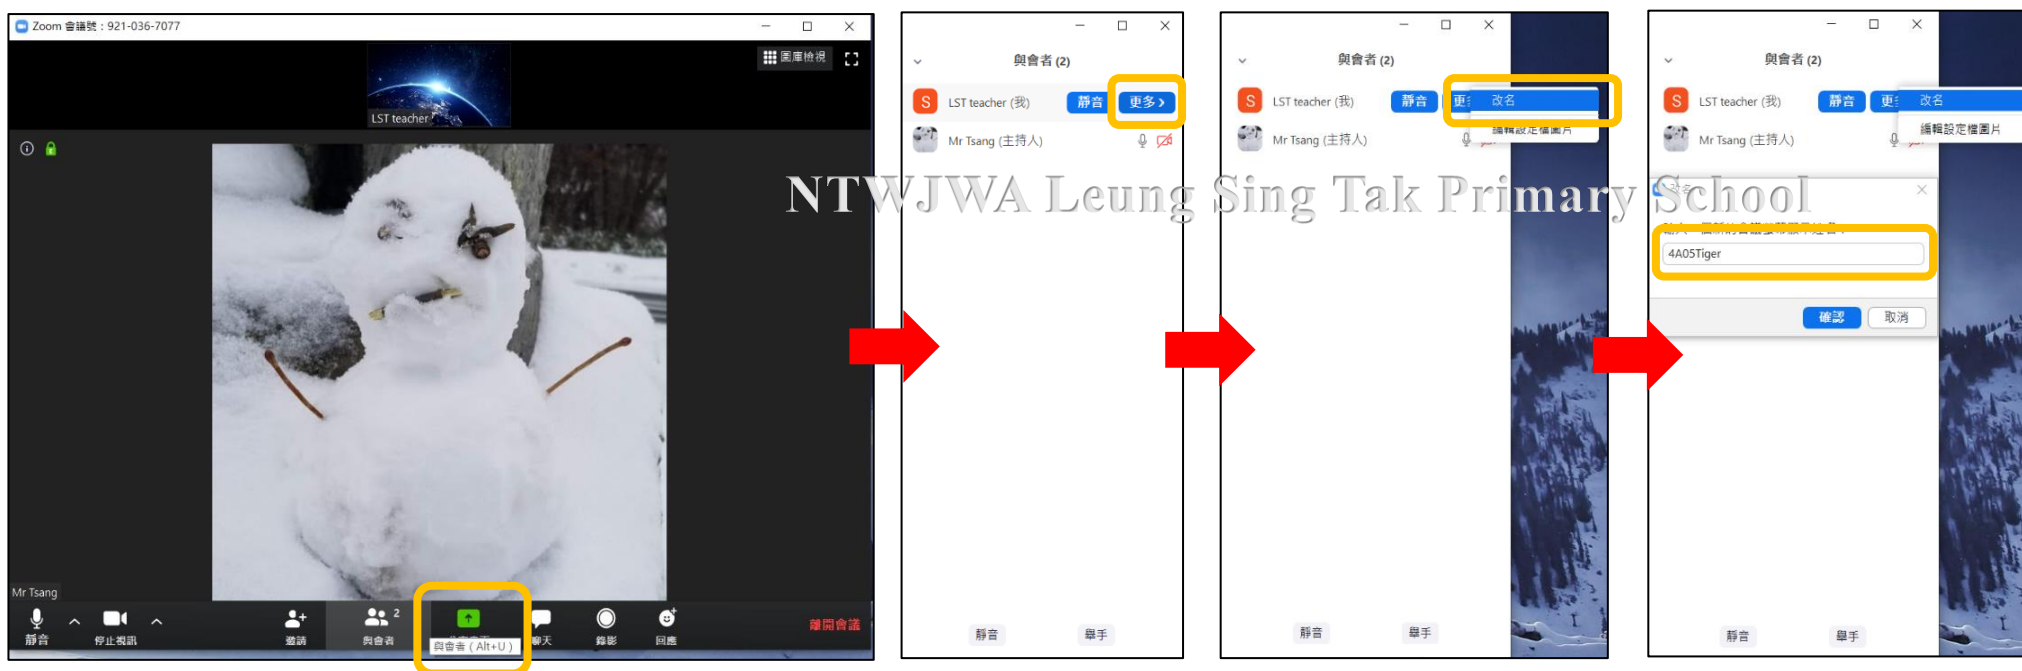 Zoom 會議號：921-036-7077
圖庫檢視
LST teacher
Mr Tsang
靜音
停止視訊
邀請
與會者
2
與會者 ( Alt+U )
聊天
錄影
回應
離開會議
與會者 (2)
LST teacher (我)
靜音
更多
Mr Tsang (主持人)
靜音
舉手
與會者 (2)
LST teacher (我)
靜音
改名
Mr Tsang (主持人)
編輯設定檔圖片
靜音
舉手
與會者 (2)
LST teacher (我)
靜音
改名
Mr Tsang (主持人)
編輯設定檔圖片
改名
4A05Tiger
確認
取消
靜音
舉手
NTWJWA Leung Sing Tak Primary School